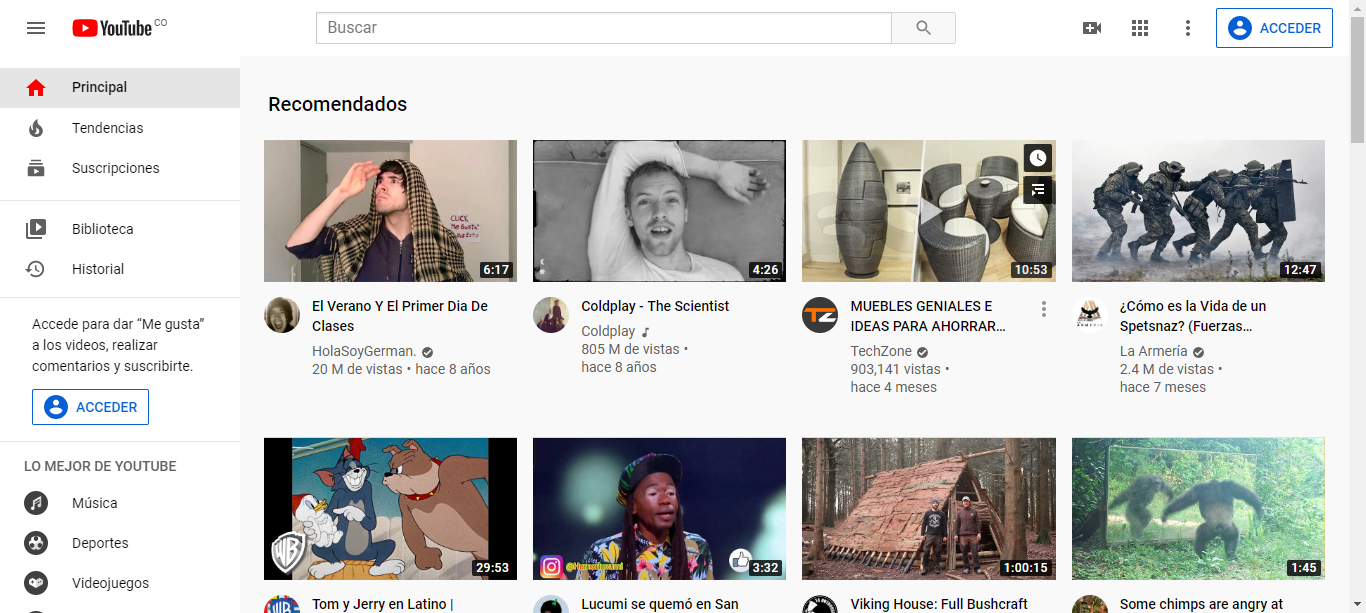 YouTube CO
Buscar
ACCEDER
Principal
Tendencias
Suscripciones
Biblioteca
Historial
Accede para dar “Me gusta”
a los videos, realizar
comentarios y suscribirte.
ACCEDER
LO MEJOR DE YOUTUBE
Música
Deportes
Videojuegos
Recomendados
CLICK
Me Gusta!
6:17
El Verano Y El Primer Dia De
Clases
HolaSoyGerman.
20 M de vistas • hace 8 años
4:26
Coldplay - The Scientist
Coldplay
805 M de vistas •
hace 8 años
10:53
TZ
MUEBLES GENIALES E
IDEAS PARA AHORRAR...
TechZone
903,141 vistas •
hace 4 meses
12:47
ARMERÍA
¿Cómo es la Vida de un
Spetsnaz? (Fuerzas...
La Armería
2.4 M de vistas •
hace 7 meses
WB
29:53
Tom y Jerry en Latino |
3:32
Lucumi se quemó en San
1:00:15
Viking House: Full Bushcraft
1:45
Some chimps are angry at